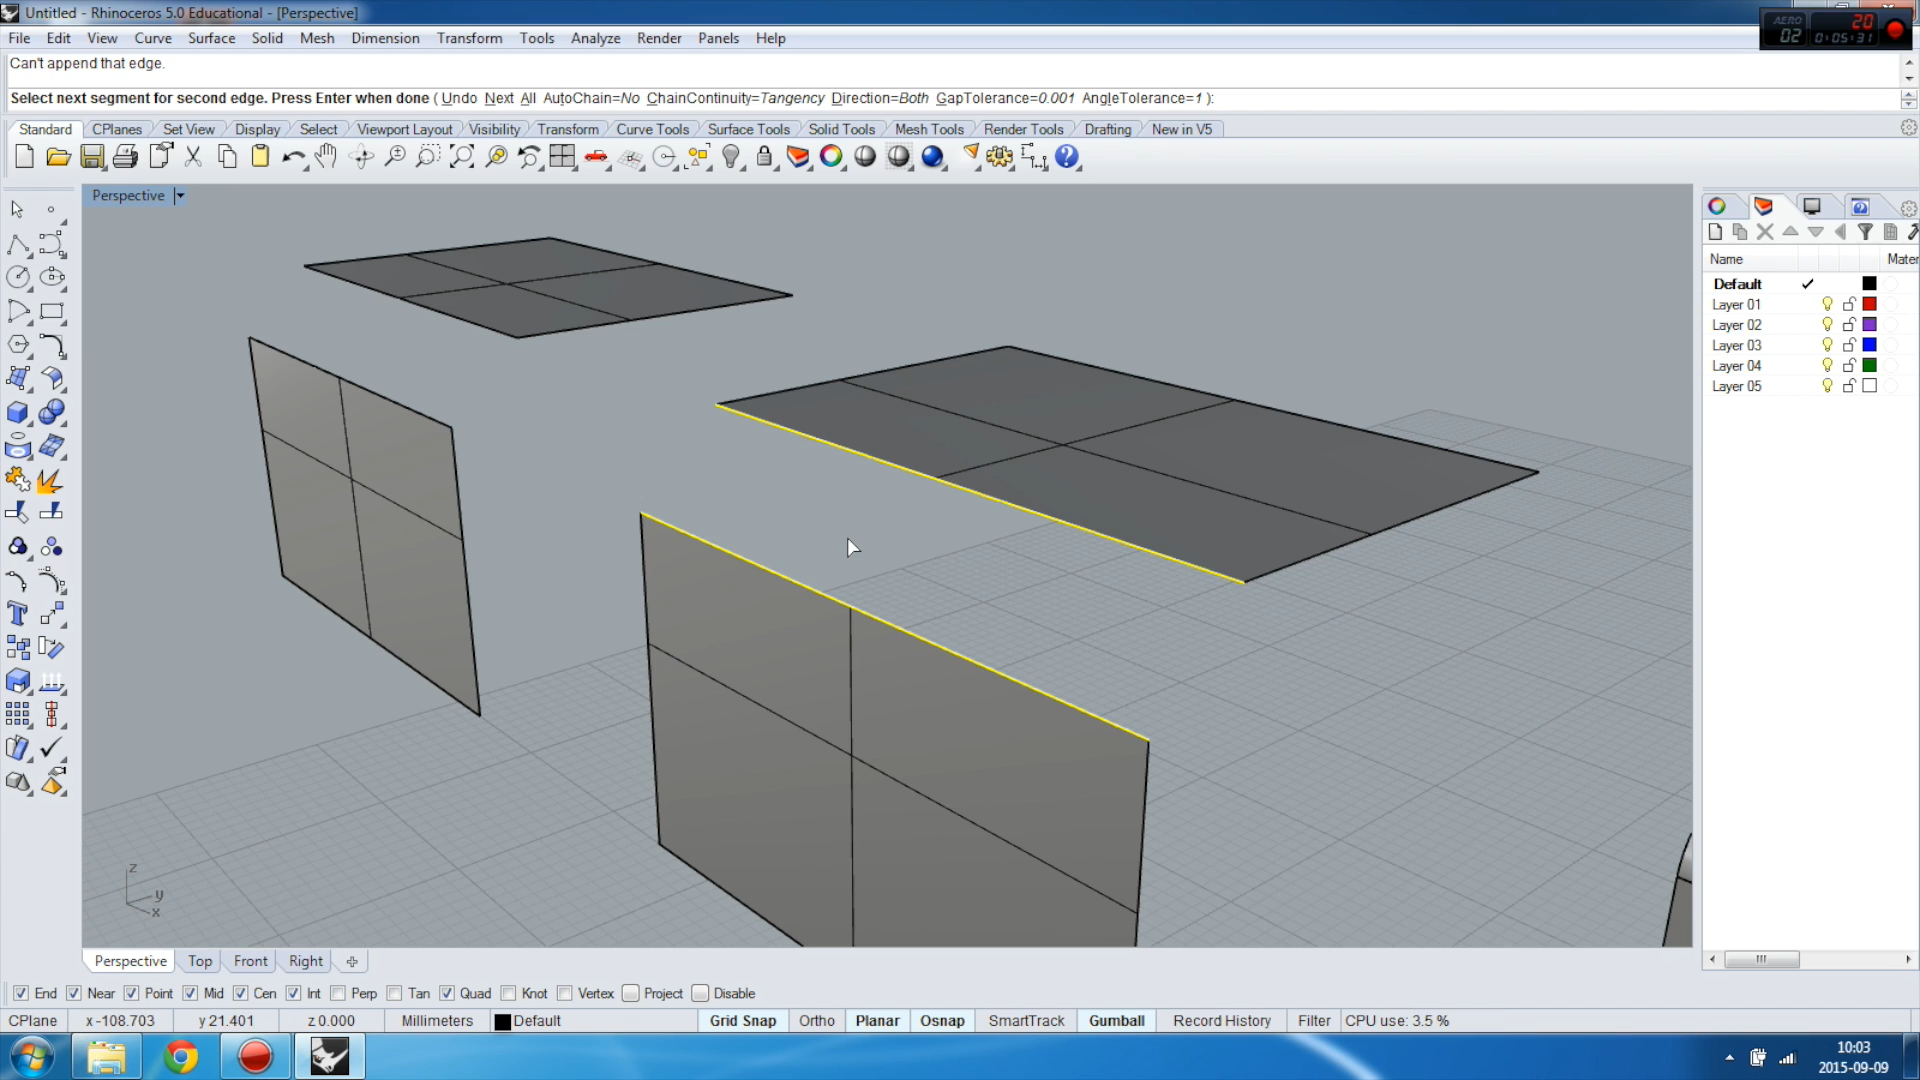 Untitled - Rhinoceros 5.0 Educational - [Perspective]
AERO 02 20 0:05:31
File Edit View Curve Surface Solid Mesh Dimension Transform Tools Analyze Render Panels Help
Can't append that edge.
Select next segment for second edge. Press Enter when done ( Undo Next All AutoChain=No ChainContinuity=Tangency Direction=Both GapTolerance=0.001 AngleTolerance=1 ):
Standard CPlanes Set View Display Select Viewport Layout Visibility Transform Curve Tools Surface Tools Solid Tools Mesh Tools Render Tools Drafting New in V5
Perspective
Name Mater
Default
Layer 01
Layer 02
Layer 03
Layer 04
Layer 05
z
y
x
Perspective Top Front Right
End Near Point Mid Cen Int Perp Tan Quad Knot Vertex Project Disable
CPlane x -108.703 y 21.401 z 0.000 Millimeters Default Grid Snap Ortho Planar Osnap SmartTrack Gumball Record History Filter CPU use: 3.5 %
10:03
2015-09-09